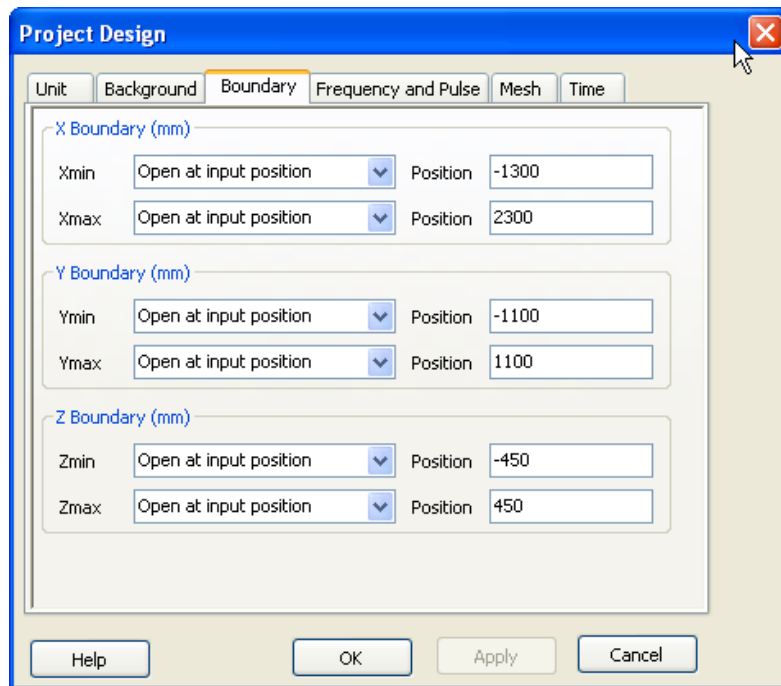 Project Design
Unit Background Boundary Frequency and Pulse Mesh Time
X Boundary (mm)
Xmin Open at input position Position -1300
Xmax Open at input position Position 2300
Y Boundary (mm)
Ymin Open at input position Position -1100
Ymax Open at input position Position 1100
Z Boundary (mm)
Zmin Open at input position Position -450
Zmax Open at input position Position 450
Help OK Apply Cancel